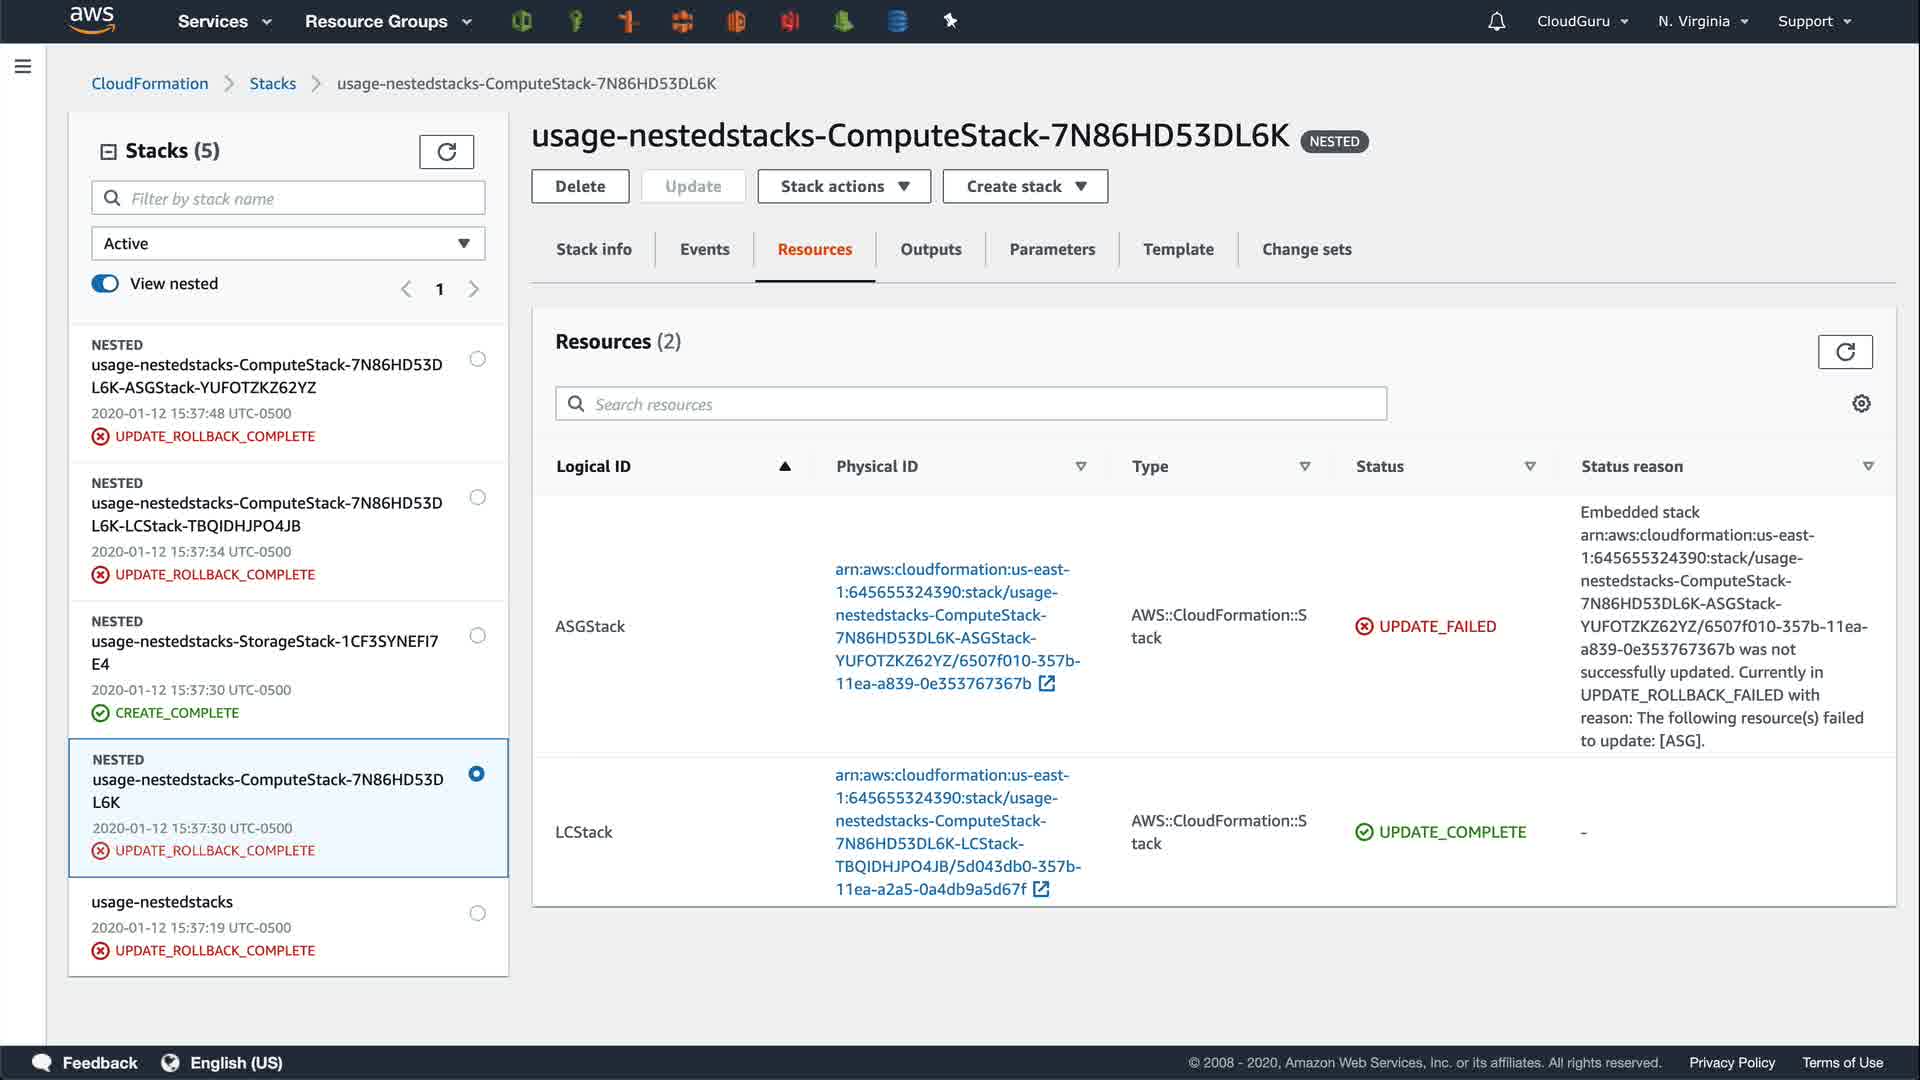 aws Services Resource Groups CloudGuru N. Virginia Support
CloudFormation Stacks usage-nestedstacks-ComputeStack-7N86HD53DL6K
Stacks (5)
Filter by stack name
Active
View nested 1
NESTED
usage-nestedstacks-ComputeStack-7N86HD53D
L6K-ASGStack-YUFOTZKZ62YZ
2020-01-12 15:37:48 UTC-0500
UPDATE_ROLLBACK_COMPLETE
NESTED
usage-nestedstacks-ComputeStack-7N86HD53D
L6K-LCStack-TBQIDHJPO4JB
2020-01-12 15:37:34 UTC-0500
UPDATE_ROLLBACK_COMPLETE
NESTED
usage-nestedstacks-StorageStack-1CF3SYNEFI7
E4
2020-01-12 15:37:30 UTC-0500
CREATE_COMPLETE
NESTED
usage-nestedstacks-ComputeStack-7N86HD53D
L6K
2020-01-12 15:37:30 UTC-0500
UPDATE_ROLLBACK_COMPLETE
usage-nestedstacks
2020-01-12 15:37:19 UTC-0500
UPDATE_ROLLBACK_COMPLETE
usage-nestedstacks-ComputeStack-7N86HD53DL6K NESTED
Delete Update Stack actions Create stack
Stack info Events Resources Outputs Parameters Template Change sets
Resources (2)
Search resources
Logical ID Physical ID Type Status Status reason
ASGStack
arn:aws:cloudformation:us-east-
1:645655324390:stack/usage-
nestedstacks-ComputeStack-
7N86HD53DL6K-ASGStack-
YUFOTZKZ62YZ/6507f010-357b-
11ea-a839-0e353767367b
AWS::CloudFormation::S
tack
UPDATE_FAILED
Embedded stack
arn:aws:cloudformation:us-east-
1:645655324390:stack/usage-
nestedstacks-ComputeStack-
7N86HD53DL6K-ASGStack-
YUFOTZKZ62YZ/6507f010-357b-11ea-
a839-0e353767367b was not
successfully updated. Currently in
UPDATE_ROLLBACK_FAILED with
reason: The following resource(s) failed
to update: [ASG].
LCStack
arn:aws:cloudformation:us-east-
1:645655324390:stack/usage-
nestedstacks-ComputeStack-
7N86HD53DL6K-LCStack-
TBQIDHJPO4JB/5d043db0-357b-
11ea-a2a5-0a4db9a5d67f
AWS::CloudFormation::S
tack
UPDATE_COMPLETE
-
Feedback English (US) © 2008 - 2020, Amazon Web Services, Inc. or its affiliates. All rights reserved. Privacy Policy Terms of Use